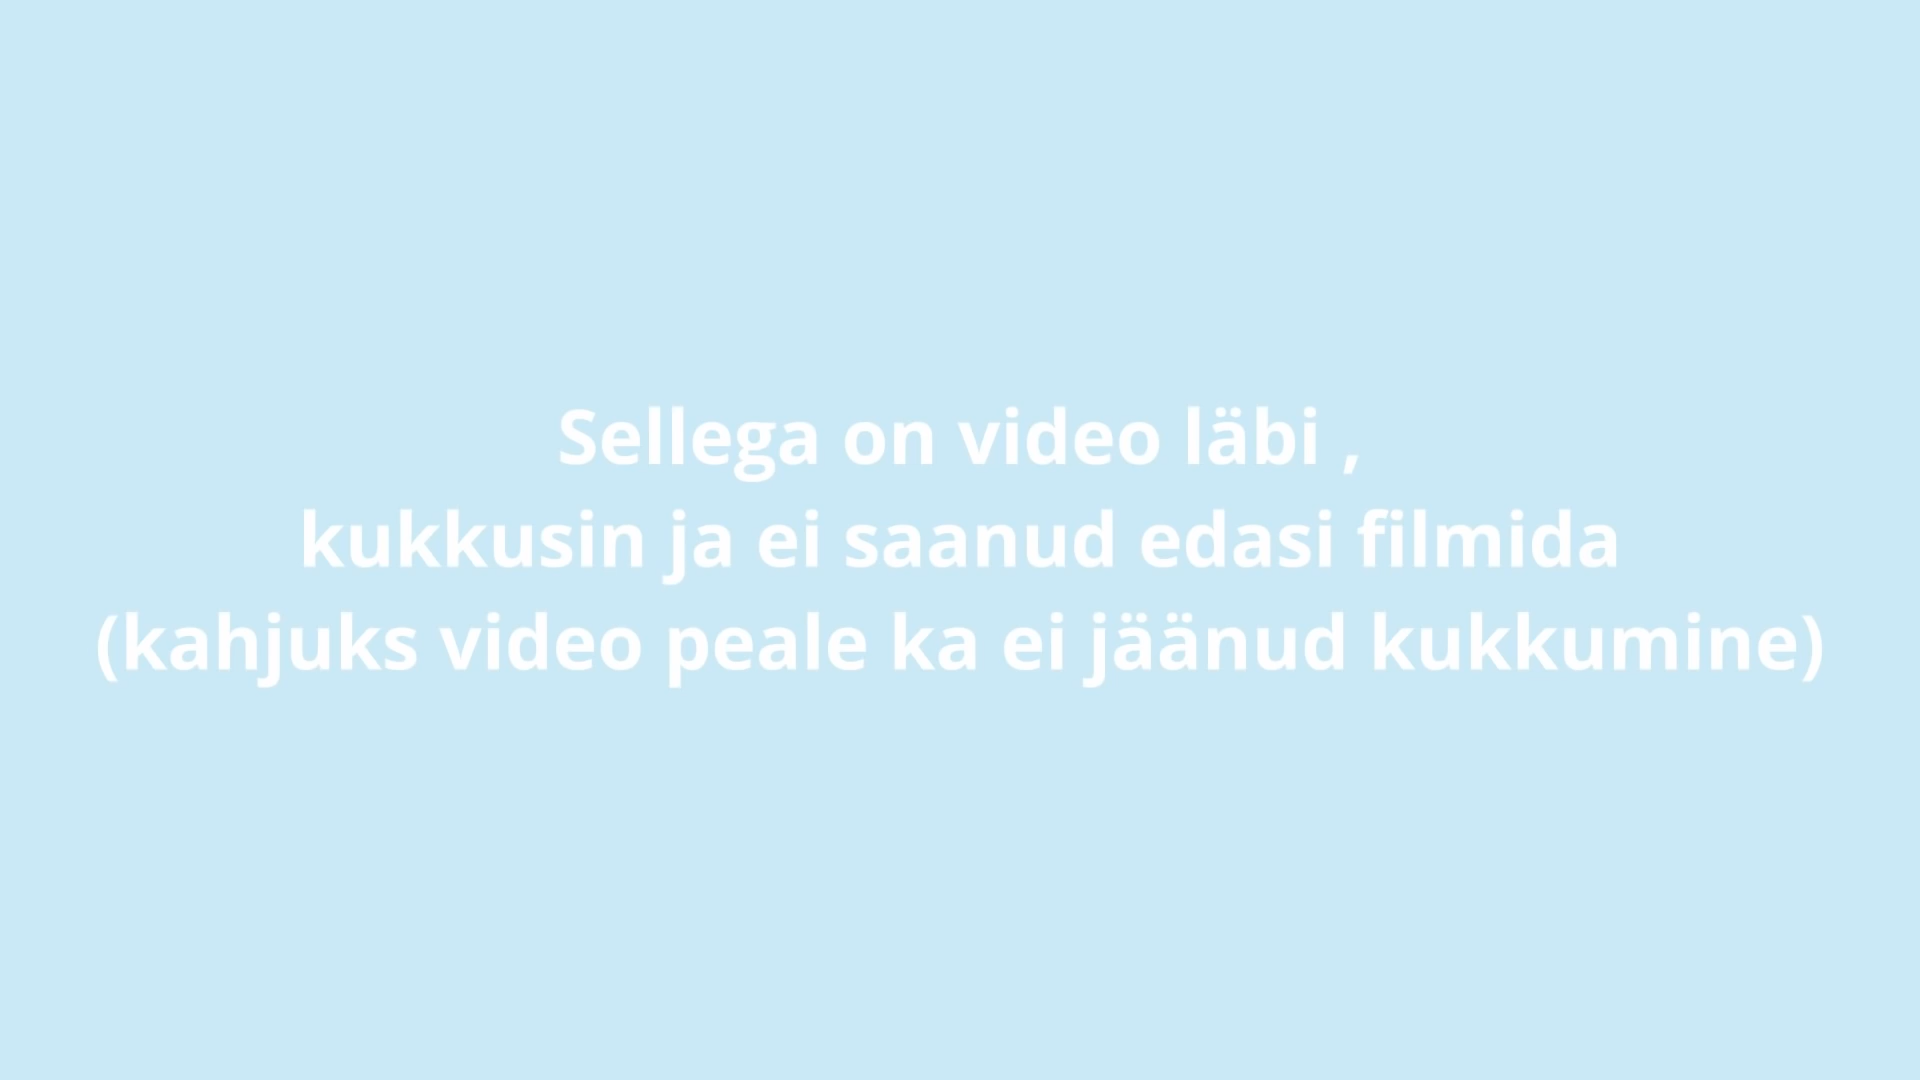 Sellega on video läbi ,
kukkusin ja ei saanud edasi filmida
(kahjuks video peale ka ei jäänud kukkumine)